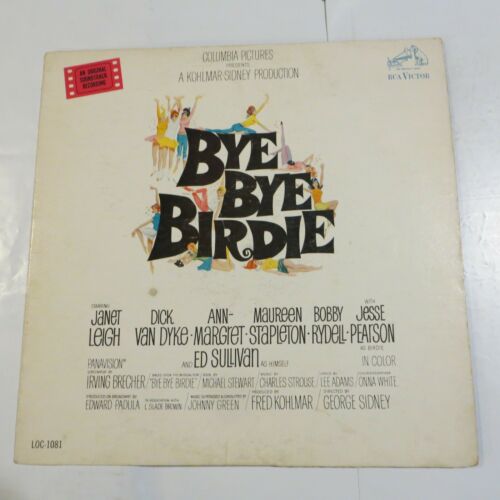 COLUMBIA PICTURES
PRESENTS
A KOHLMAR-SIDNEY PRODUCTION
AN ORIGINAL
SOUNDTRACK
RECORDING
RCA VICTOR
BYE
BYE
BIRDIE
STARRING
JANET LEIGH
DICK VAN DYKE
ANN-MARGRET
MAUREEN STAPLETON
BOBBY RYDELL
WITH
JESSE PEARSON
AS BIRDIE
AND ED SULLIVAN AS HIMSELF
PANAVISION
IN COLOR
SCREENPLAY BY
IRVING BRECHER
BASED UPON THE MUSICAL PLAY
"BYE BYE BIRDIE"
BOOK BY
MICHAEL STEWART
MUSIC BY
CHARLES STROUSE
LYRICS BY
LEE ADAMS
ONNA WHITE
PRODUCED ON BROADWAY BY
EDWARD PADULA
IN ASSOCIATION WITH
L. SLADE BROWN
MUSIC SUPERVISED & CONDUCTED BY
JOHNNY GREEN
PRODUCED BY
FRED KOHLMAR
DIRECTED BY
GEORGE SIDNEY
LOC-1081